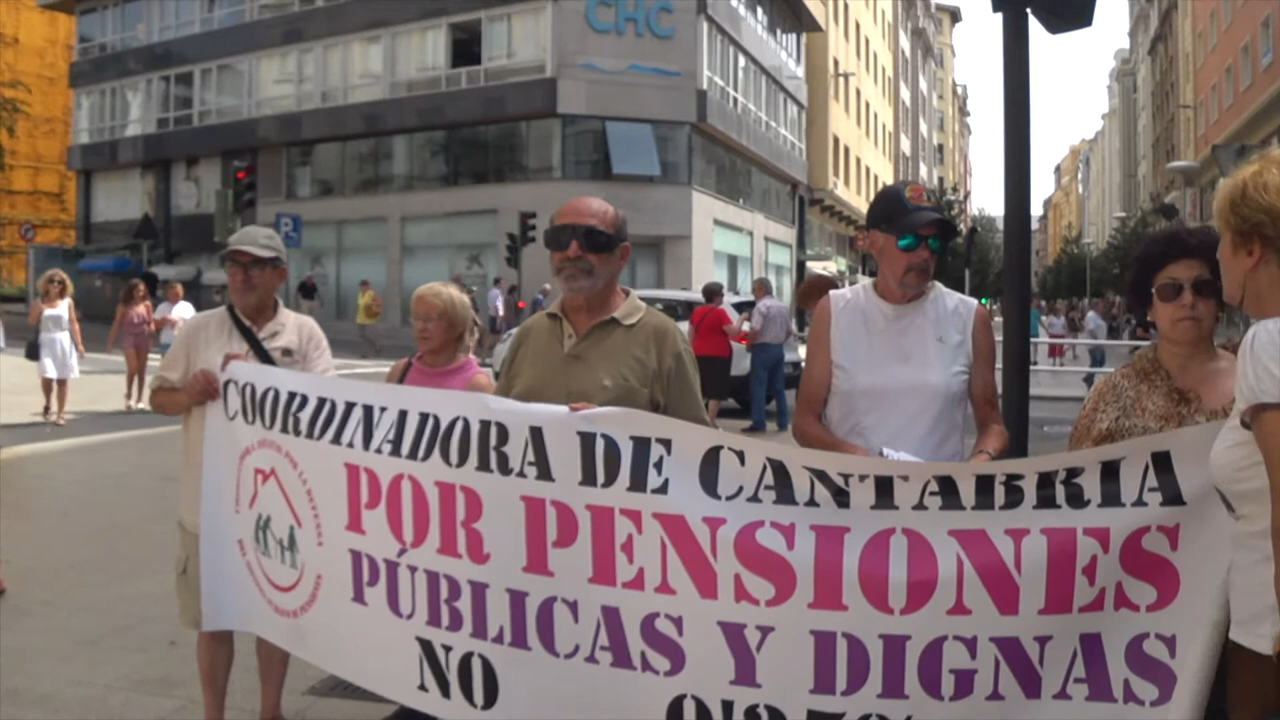 CHC
P
COORDINADORA DE CANTABRIA
POR PENSIONES
PÚBLICAS Y DIGNAS
NO